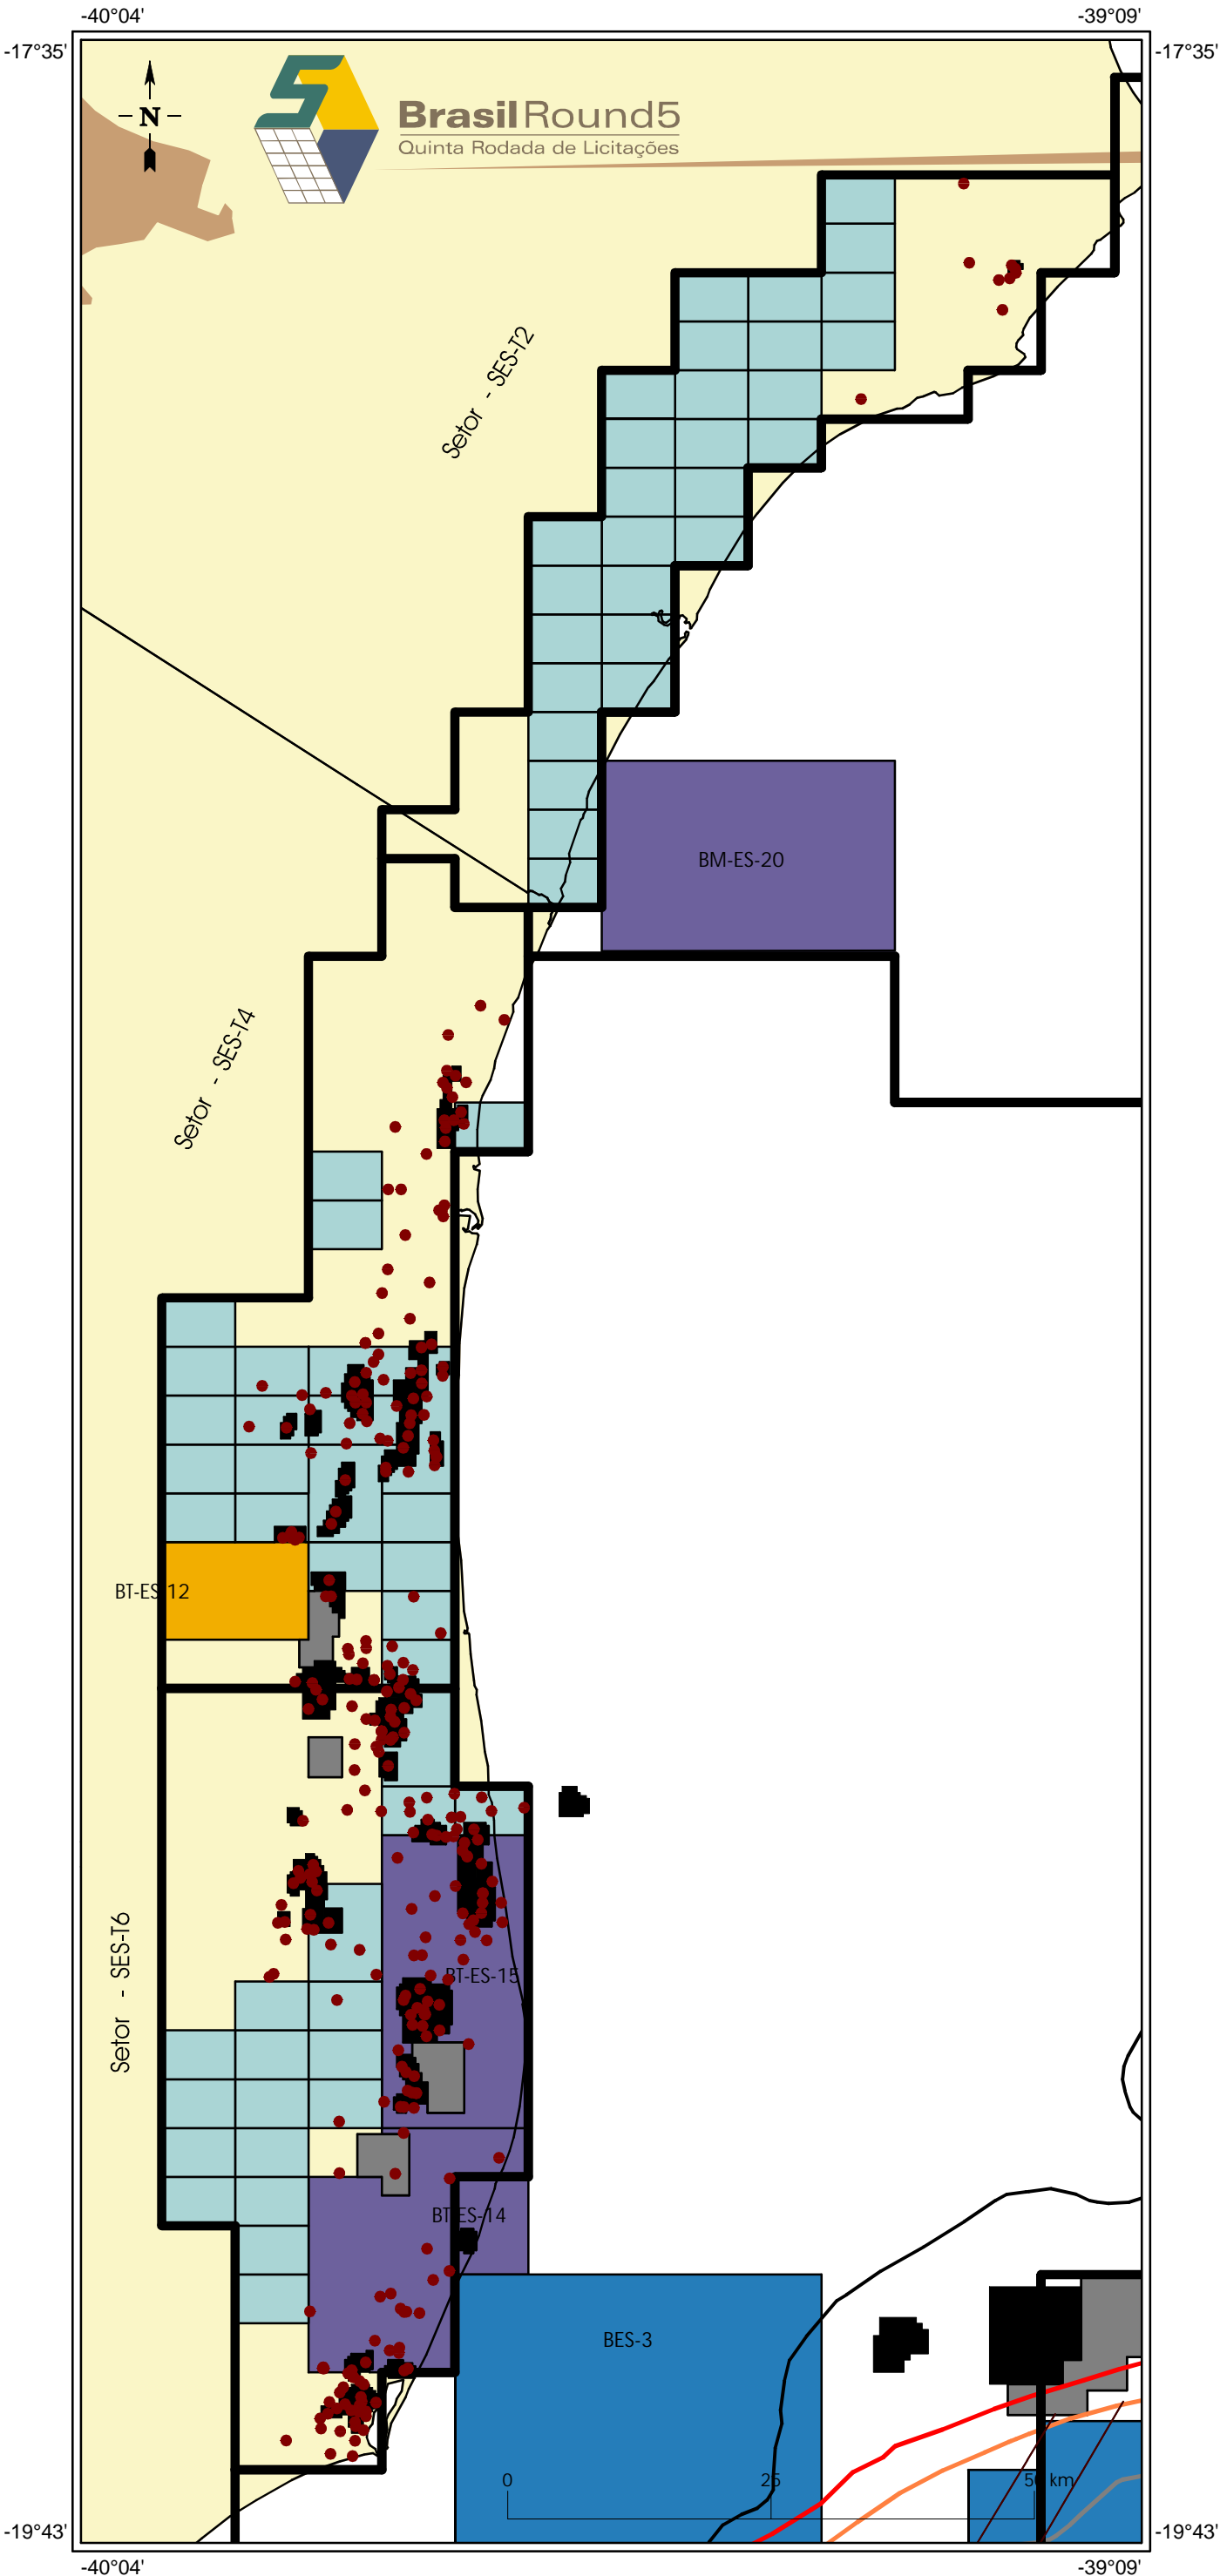 -40°04'
-39°09'
-17°35'
-17°35'
N
BrasilRound5
Quinta Rodada de Licitações
Setor - SES-T2
BM-ES-20
Setor - SES-T4
BT-ES-12
Setor - SES-T6
BT-ES-15
BT-ES-14
BES-3
0
25
50 km
-19°43'
-19°43'
-40°04'
-39°09'